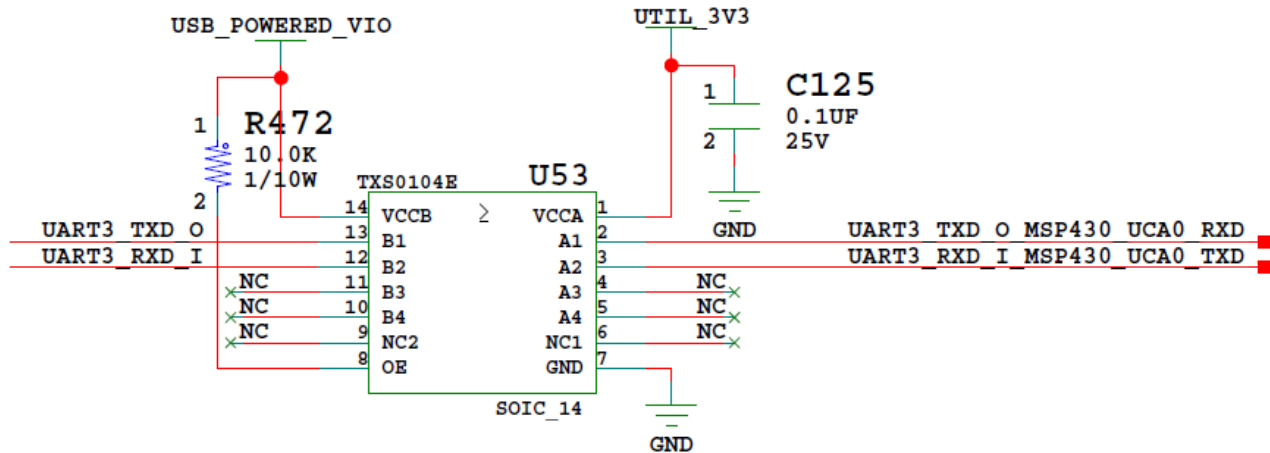 USB_POWERED_VIO
UTIL_3V3
1
R472
10.0K
1/10W
2
1
C125
0.1UF
25V
2
GND
TXS0104E
U53
14 VCCB VCCA 1
UART3_TXD_O 13 B1 A1 2 UART3_TXD_O_MSP430_UCA0_RXD
UART3_RXD_I 12 B2 A2 3 UART3_RXD_I_MSP430_UCA0_TXD
NC 11 B3 A3 4 NC
NC 10 B4 A4 5 NC
NC 9 NC2 NC1 6 NC
8 OE GND 7
SOIC_14
GND